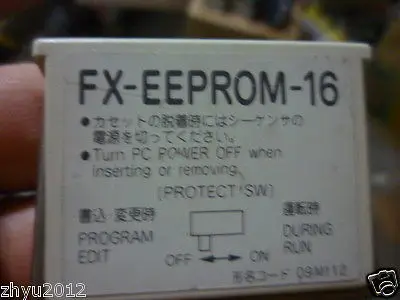 FX-EEPROM-16
●カセットの脱着時にはシーケンサの
電源を切ってください。
●Turn PC POWER OFF when
inserting or removing.
[PROTECT'SW]
書込・変更時 運転時
PROGRAM DURING
EDIT OFF ↔ ON RUN
形名コード 09M112
zhyu2012